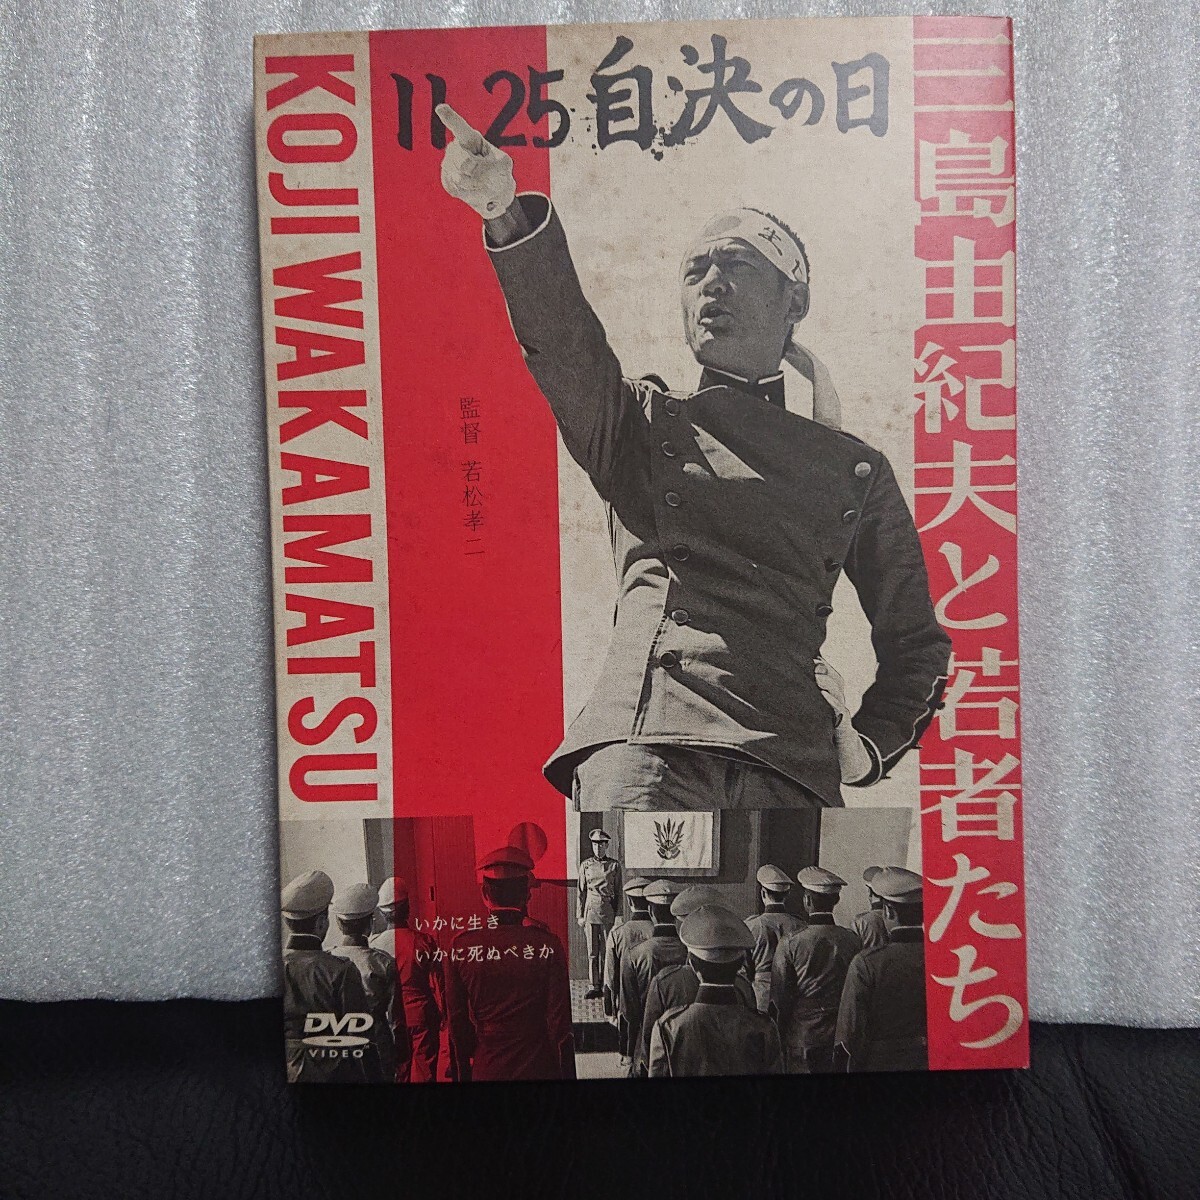 11.25 自決の日
三島由紀夫と若者たち
KOJI WAKAMATSU
監督 若松孝二
いかに生き
いかに死ぬべきか
DVD
VIDEO